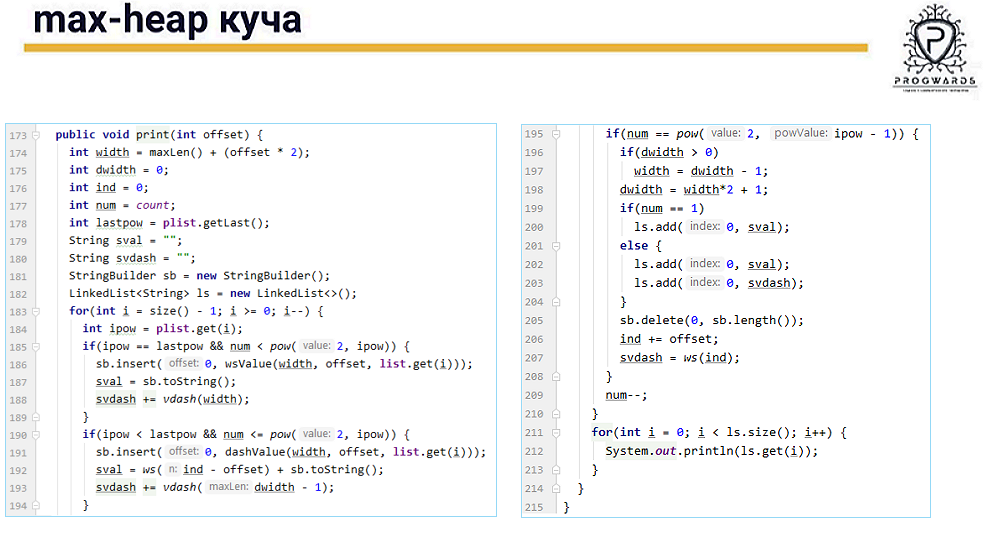 max-heap куча
PROGWARDS
173 public void print(int offset) {
174 int width = maxLen() + (offset * 2);
175 int dwidth = 0;
176 int ind = 0;
177 int num = count;
178 int lastpow = plist.getLast();
179 String sval = "";
180 String svdash = "";
181 StringBuilder sb = new StringBuilder();
182 LinkedList<String> ls = new LinkedList<>();
183 for(int i = size() - 1; i >= 0; i--) {
184 int ipow = plist.get(i);
185 if(ipow == lastpow && num < pow( value: 2, ipow)) {
186 sb.insert( offset: 0, wsValue(width, offset, list.get(i)));
187 sval = sb.toString();
188 svdash += vdash(width);
189 }
190 if(ipow < lastpow && num <= pow( value: 2, ipow)) {
191 sb.insert( offset: 0, dashValue(width, offset, list.get(i)));
192 sval = ws( n: ind - offset) + sb.toString();
193 svdash += vdash( maxLen: dwidth - 1);
194 }
195 if(num == pow( value: 2, powValue: ipow - 1)) {
196 if(dwidth > 0)
197 width = dwidth - 1;
198 dwidth = width*2 + 1;
199 if(num == 1)
200 ls.add( index: 0, sval);
201 else {
202 ls.add( index: 0, sval);
203 ls.add( index: 0, svdash);
204 }
205 sb.delete(0, sb.length());
206 ind += offset;
207 svdash = ws(ind);
208 }
209 num--;
210 }
211 for(int i = 0; i < ls.size(); i++) {
212 System.out.println(ls.get(i));
213 }
214 }
215 }